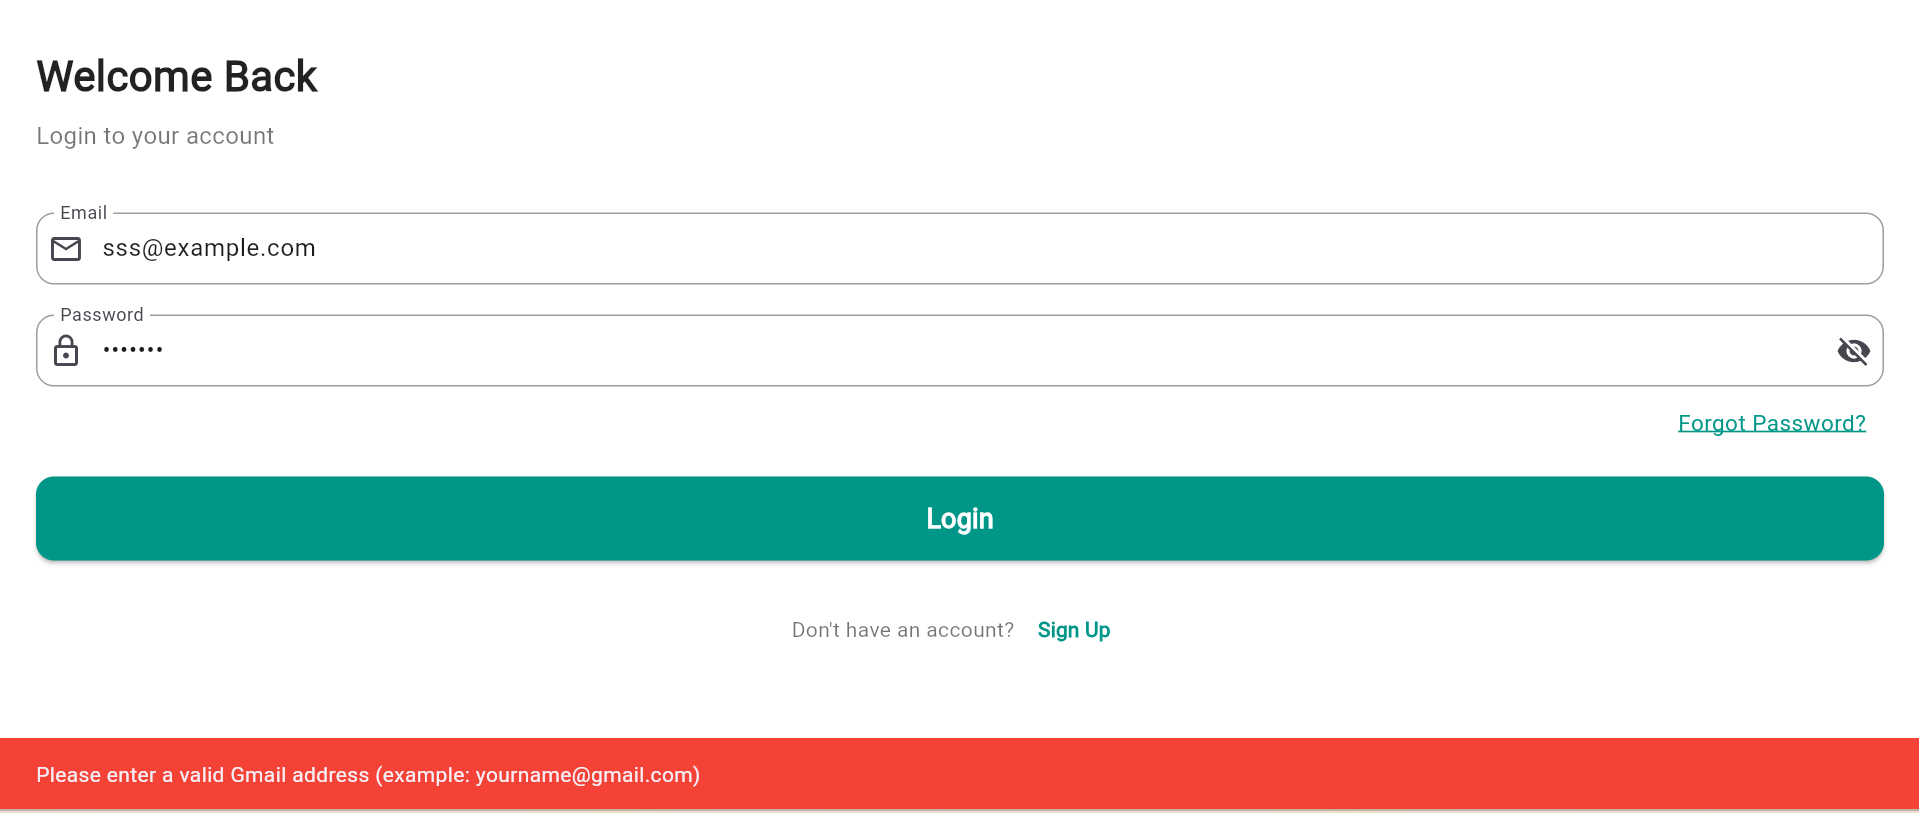 Welcome Back
Login to your account
Email
sss@example.com
Password
•••••••
Forgot Password?
Login
Don't have an account? Sign Up
Please enter a valid Gmail address (example: yourname@gmail.com)